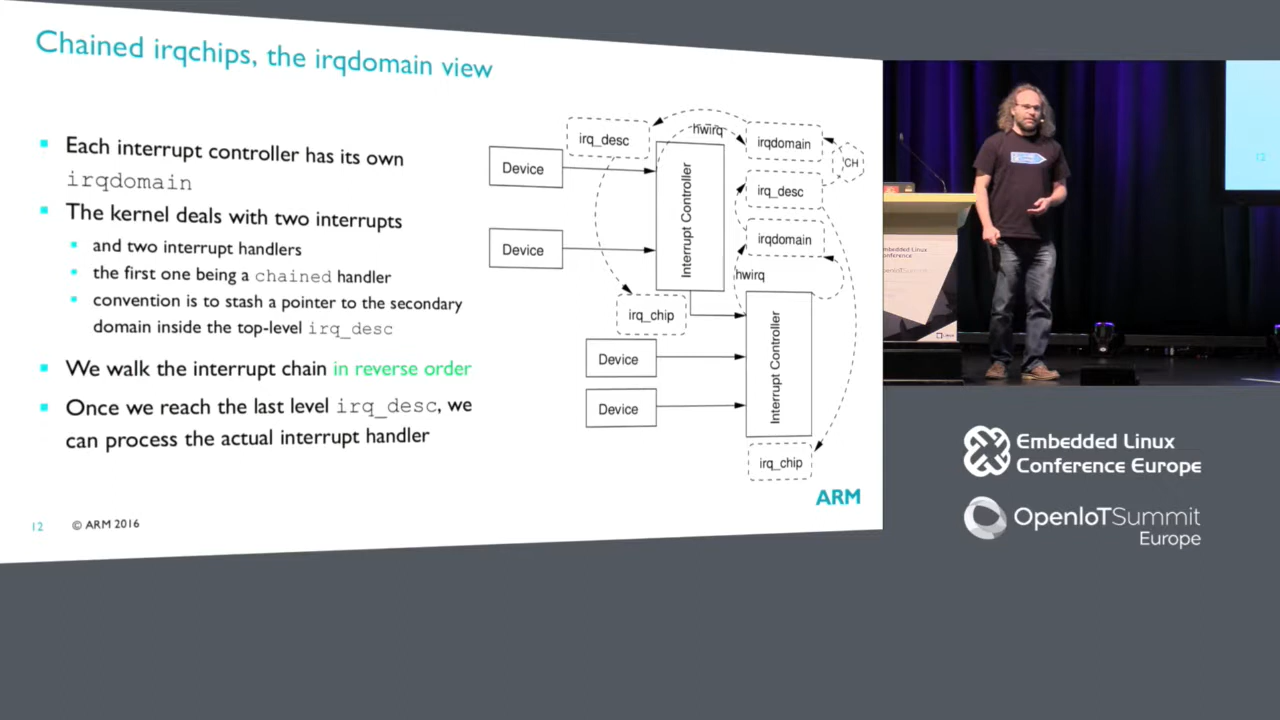 Chained irqchips, the irqdomain view
Each interrupt controller has its own
irqdomain
The kernel deals with two interrupts
and two interrupt handlers
the first one being a chained handler
convention is to stash a pointer to the secondary
domain inside the top-level irq_desc
We walk the interrupt chain in reverse order
Once we reach the last level irq_desc, we
can process the actual interrupt handler
irq_desc
hwirq
irqdomain
CH
Device
irq_desc
Interrupt Controller
irqdomain
Device
hwirq
irq_chip
Interrupt Controller
Device
Device
irq_chip
ARM
12
© ARM 2016
12
Embedded Linux
Conference Europe
OpenIoTSummit
Europe